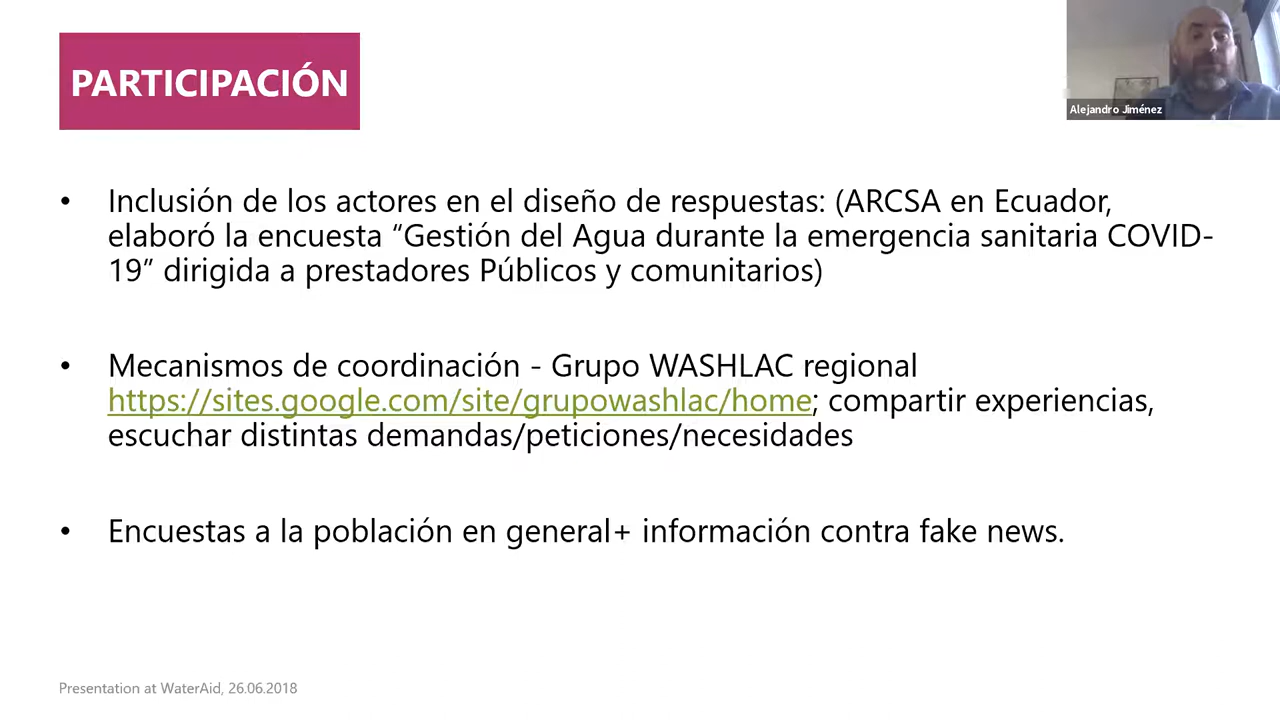 PARTICIPACIÓN
Alejandro Jiménez
• Inclusión de los actores en el diseño de respuestas: (ARCSA en Ecuador,
elaboró la encuesta “Gestión del Agua durante la emergencia sanitaria COVID-
19” dirigida a prestadores Públicos y comunitarios)
• Mecanismos de coordinación - Grupo WASHLAC regional
https://sites.google.com/site/grupowashlac/home; compartir experiencias,
escuchar distintas demandas/peticiones/necesidades
• Encuestas a la población en general+ información contra fake news.
Presentation at WaterAid, 26.06.2018